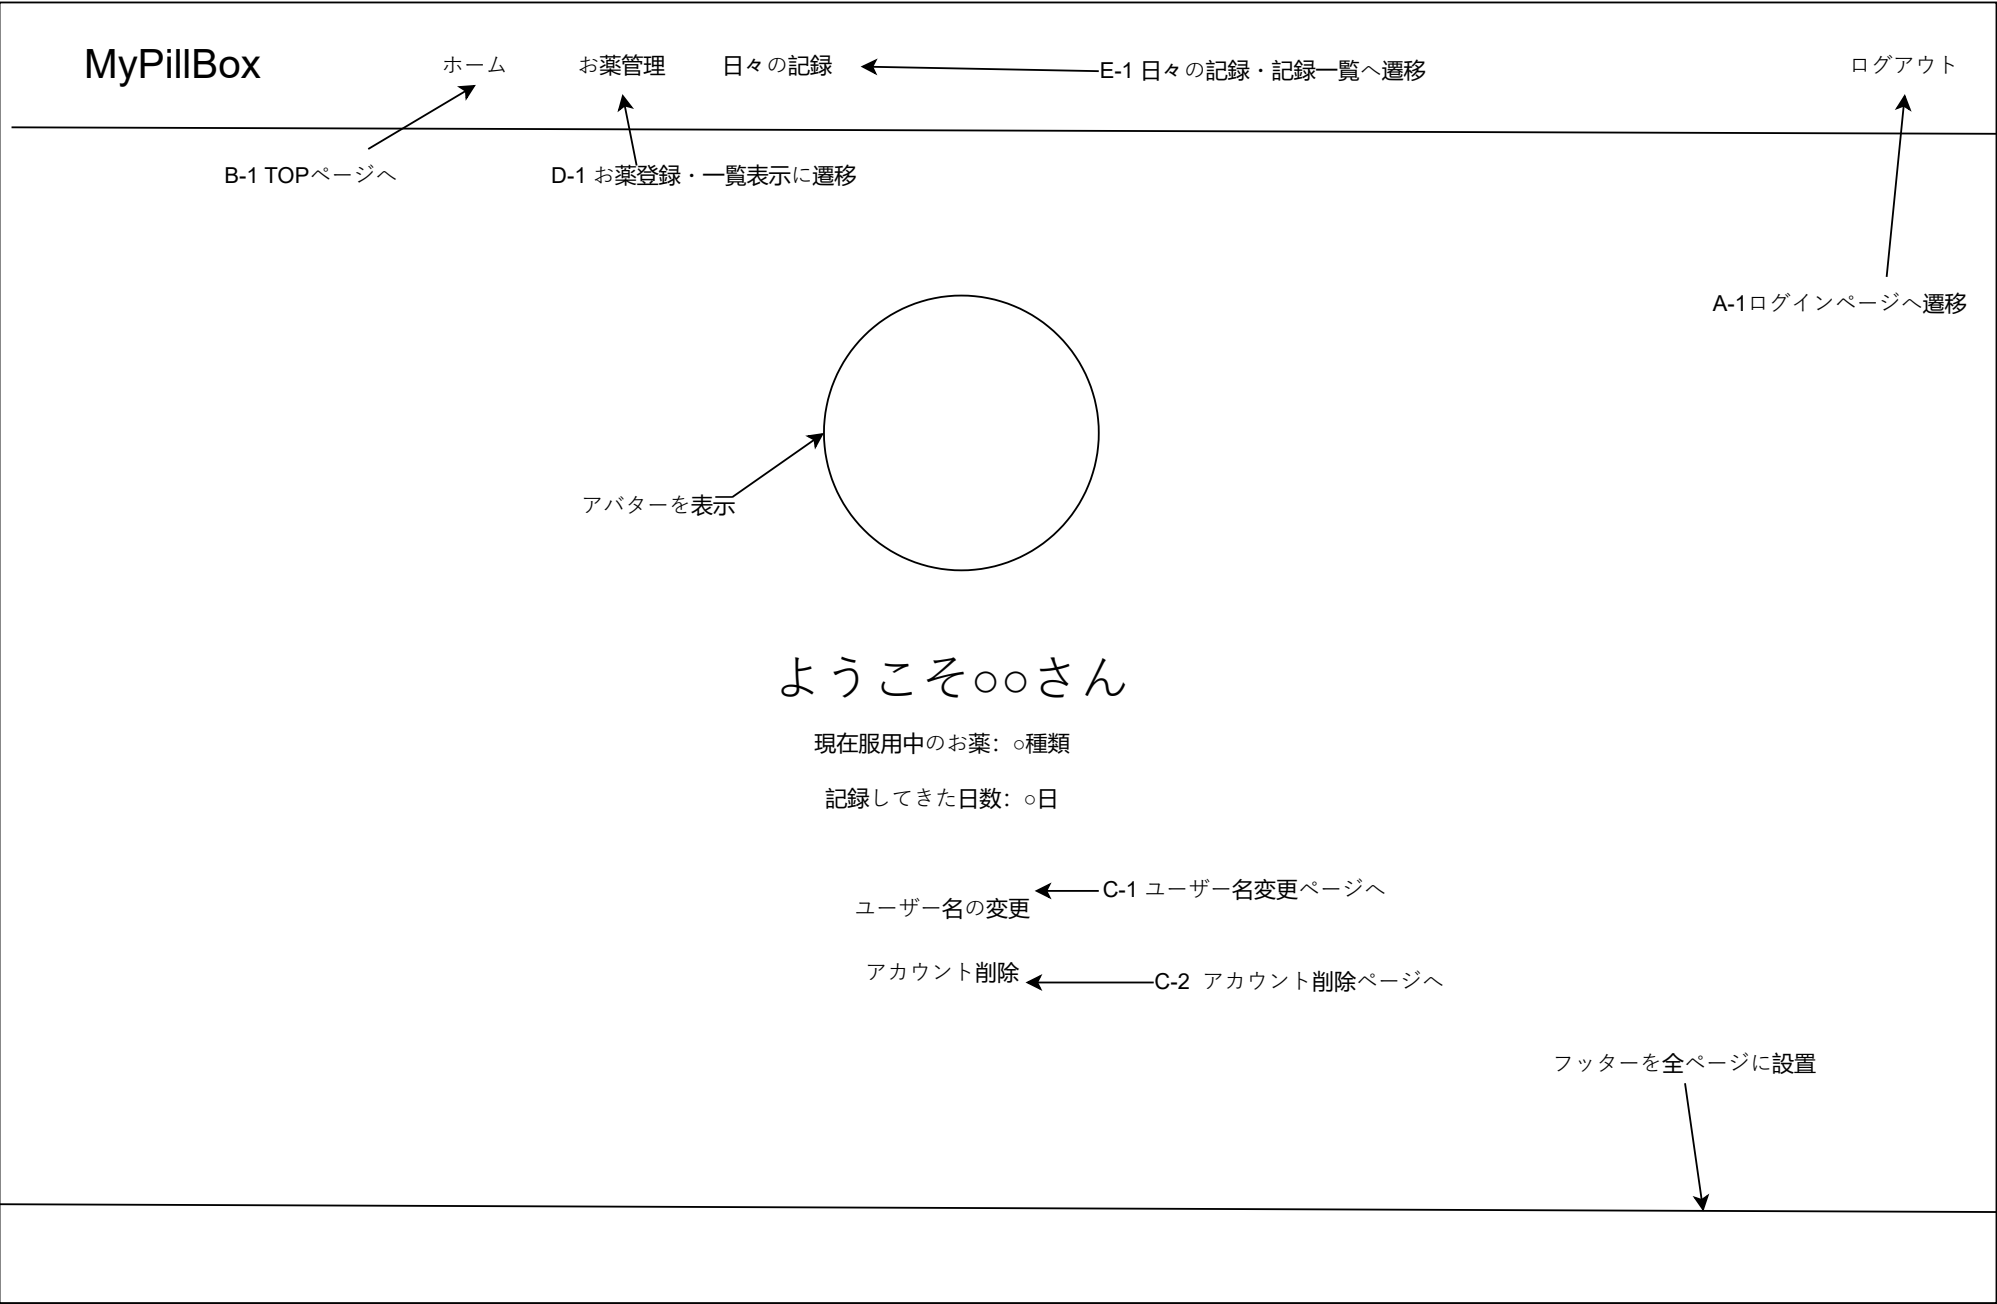 MyPillBox
ホーム
お薬管理
日々の記録
E-1 日々の記録・記録一覧へ遷移
ログアウト
B-1 TOPページへ
D-1 お薬登録・一覧表示に遷移
A-1ログインページへ遷移
アバターを表示
ようこそ○○さん
現在服用中のお薬：○種類
記録してきた日数：○日
C-1 ユーザー名変更ページへ
ユーザー名の変更
アカウント削除
C-2 アカウント削除ページへ
フッターを全ページに設置